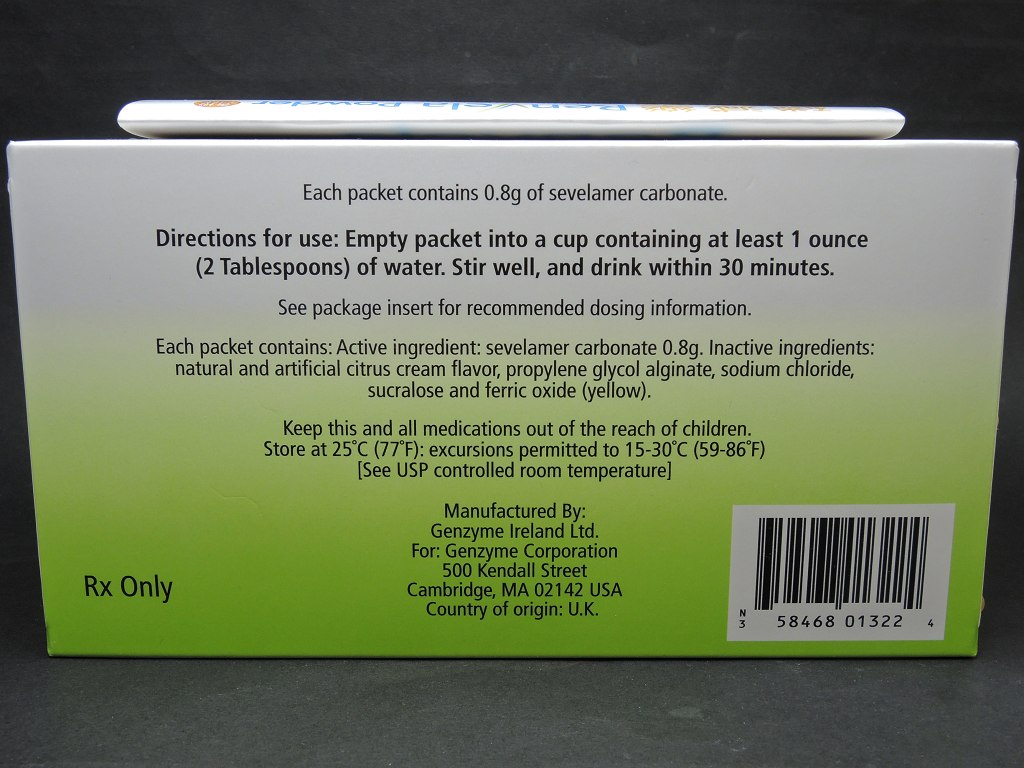 Renvela Powder
Each packet contains 0.8g of sevelamer carbonate.
Directions for use: Empty packet into a cup containing at least 1 ounce
(2 Tablespoons) of water. Stir well, and drink within 30 minutes.
See package insert for recommended dosing information.
Each packet contains: Active ingredient: sevelamer carbonate 0.8g. Inactive ingredients:
natural and artificial citrus cream flavor, propylene glycol alginate, sodium chloride,
sucralose and ferric oxide (yellow).
Keep this and all medications out of the reach of children.
Store at 25˚C (77˚F): excursions permitted to 15-30˚C (59-86˚F)
[See USP controlled room temperature]
Manufactured By:
Genzyme Ireland Ltd.
For: Genzyme Corporation
500 Kendall Street
Cambridge, MA 02142 USA
Country of origin: U.K.
Rx Only
N
3 58468 01322 4